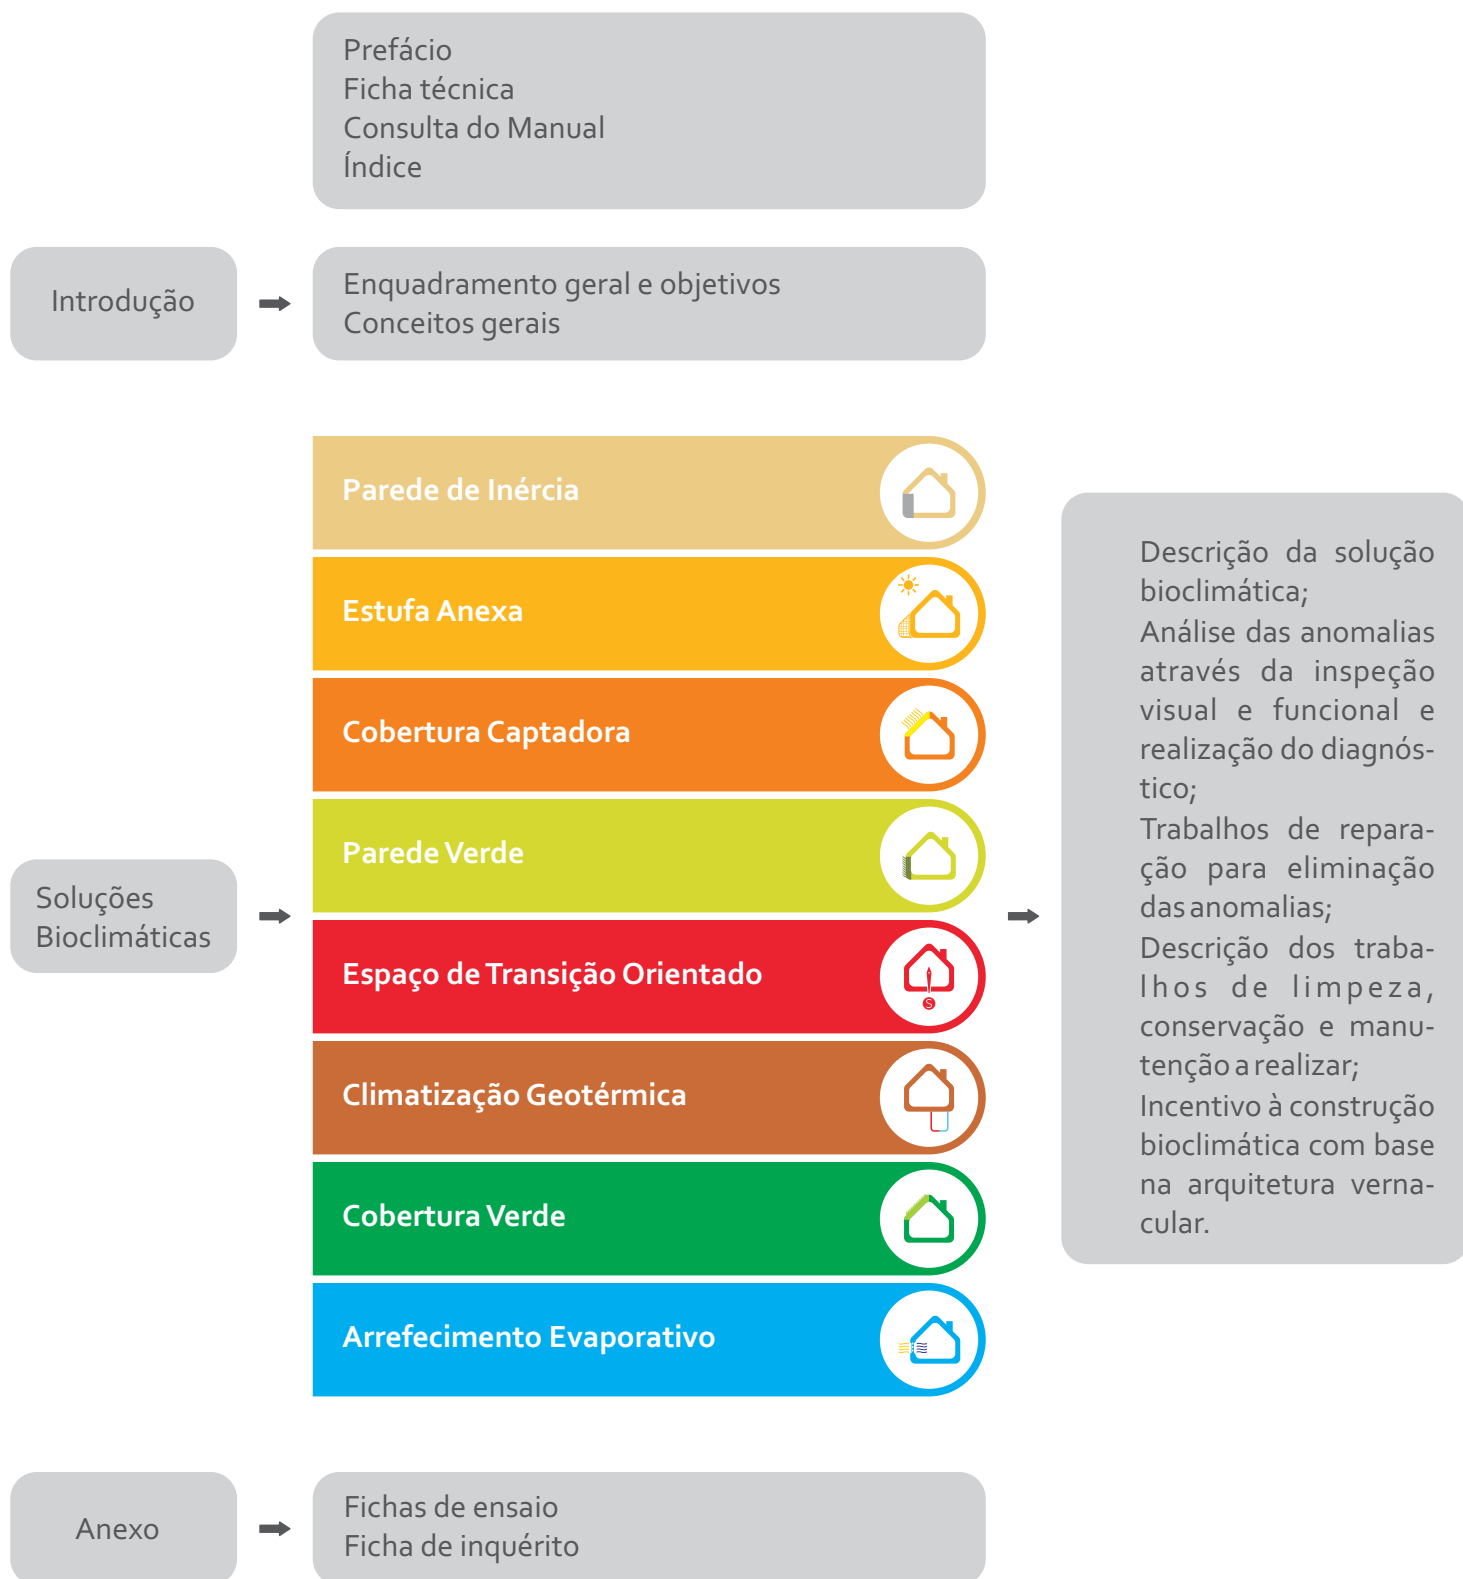 Prefácio
Ficha técnica
Consulta do Manual
Índice
Introdução
Enquadramento geral e objetivos
Conceitos gerais
Soluções
Bioclimáticas
Parede de Inércia
Estufa Anexa
Cobertura Captadora
Parede Verde
Espaço de Transição Orientado
S
Climatização Geotérmica
Cobertura Verde
Arrefecimento Evaporativo
Descrição da solução
bioclimática;
Análise das anomalias
através da inspeção
visual e funcional e
realização do diagnós-
tico;
Trabalhos de repara-
ção para eliminação
das anomalias;
Descrição dos traba-
lhos de limpeza,
conservação e manu-
tenção a realizar;
Incentivo à construção
bioclimática com base
na arquitetura verna-
cular.
Anexo
Fichas de ensaio
Ficha de inquérito